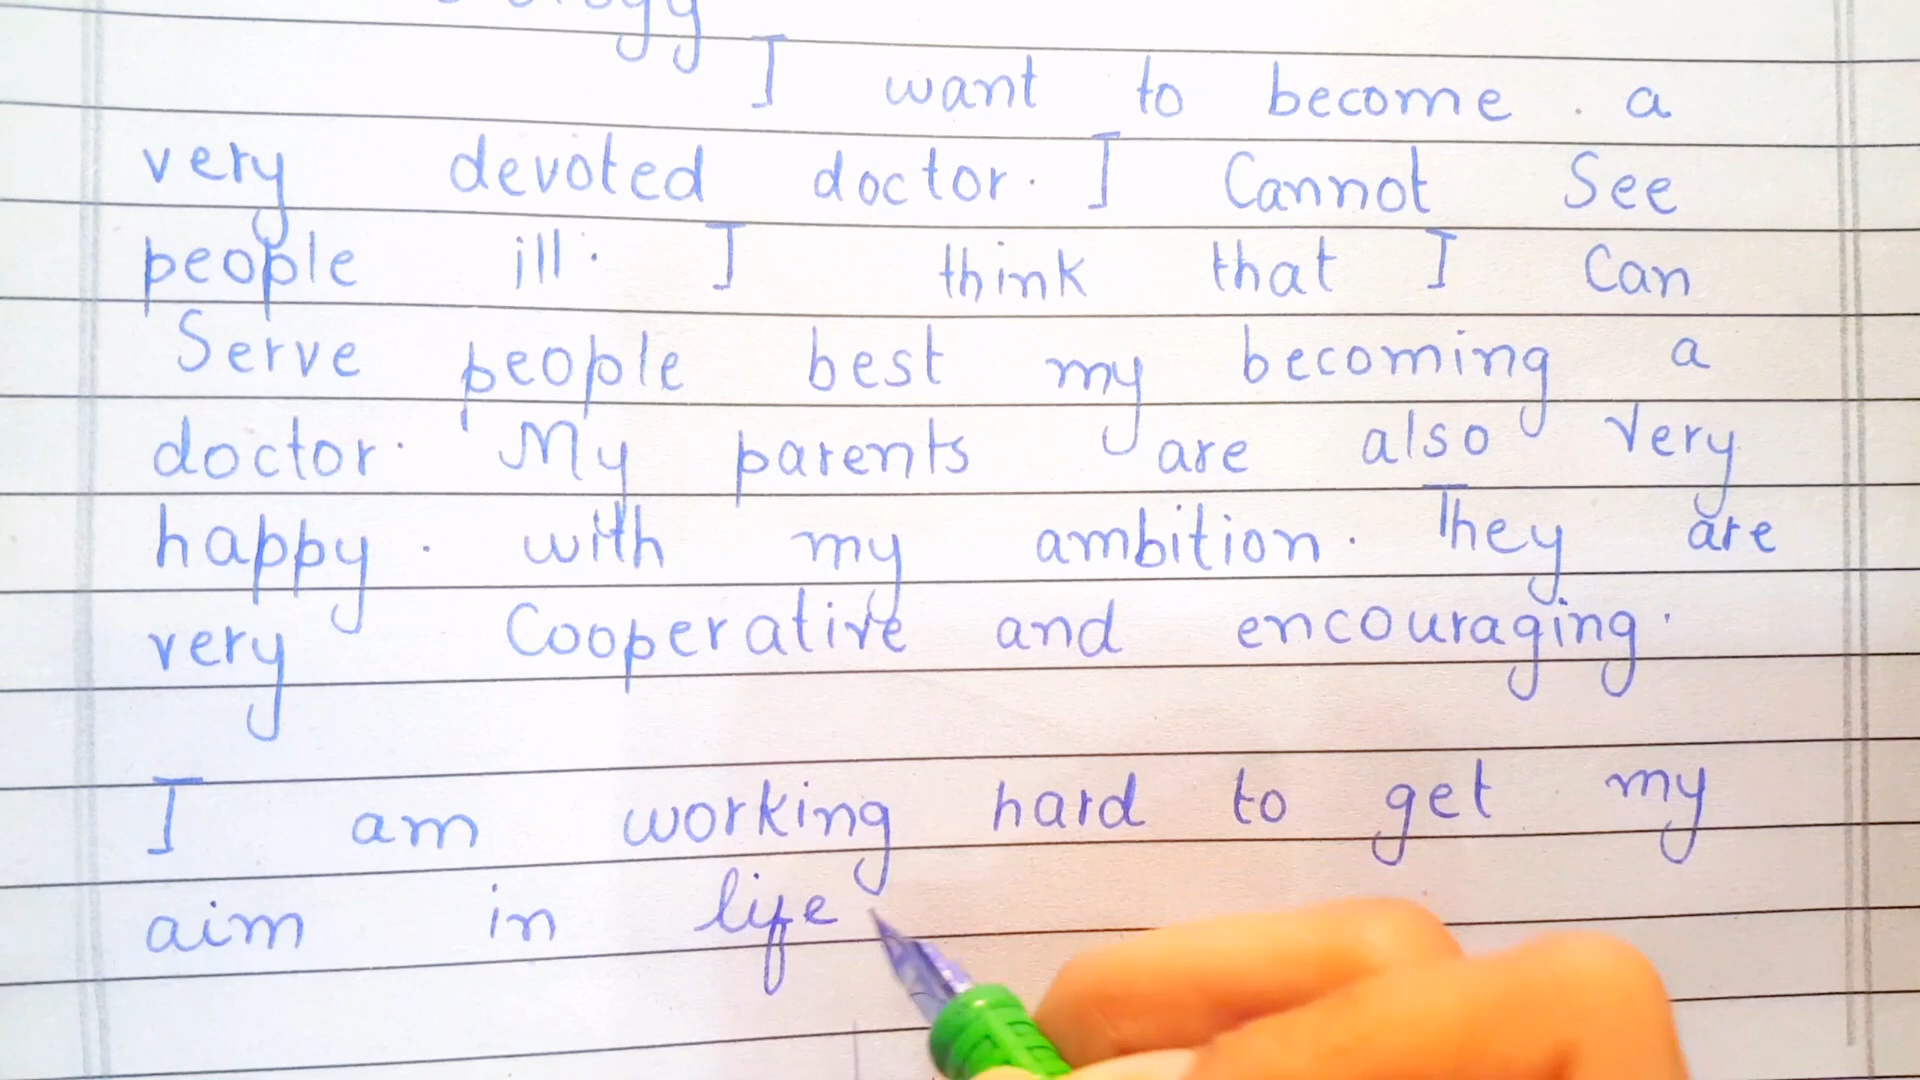 I want to become . a
very devoted doctor. I Cannot See
people ill. I think that I Can
Serve people best my becoming a
doctor. My parents are also very
happy. with my ambition. They are
very Cooperative and encouraging.
I am working hard to get my
aim in life